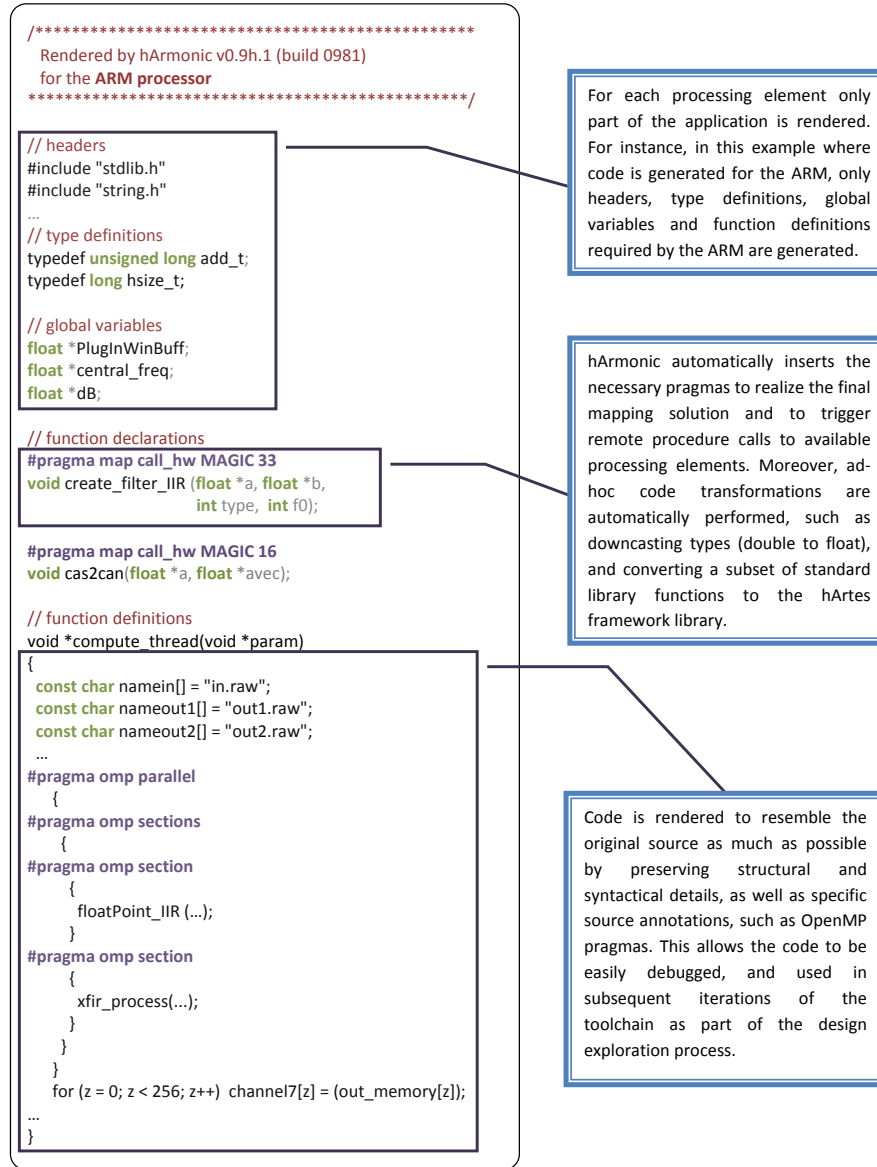 /************************************************
Rendered by hArmonic v0.9h.1 (build 0981)
for the ARM processor
************************************************/
// headers
#include "stdlib.h"
#include "string.h"
...
// type definitions
typedef unsigned long add_t;
typedef long hsize_t;
// global variables
float *PlugInWinBuff;
float *central_freq;
float *dB;
// function declarations
#pragma map call_hw MAGIC 33
void create_filter_IIR (float *a, float *b,
int type, int f0);
#pragma map call_hw MAGIC 16
void cas2can(float *a, float *avec);
// function definitions
void *compute_thread(void *param)
{
const char namein[] = "in.raw";
const char nameout1[] = "out1.raw";
const char nameout2[] = "out2.raw";
...
#pragma omp parallel
{
#pragma omp sections
{
#pragma omp section
{
floatPoint_IIR (...);
}
#pragma omp section
{
xfir_process(...);
}
}
}
for (z = 0; z < 256; z++) channel7[z] = (out_memory[z]);
...
}
For each processing element only
part of the application is rendered.
For instance, in this example where
code is generated for the ARM, only
headers, type definitions, global
variables and function definitions
required by the ARM are generated.
hArmonic automatically inserts the
necessary pragmas to realize the final
mapping solution and to trigger
remote procedure calls to available
processing elements. Moreover, ad-
hoc code transformations are
automatically performed, such as
downcasting types (double to float),
and converting a subset of standard
library functions to the hArtes
framework library.
Code is rendered to resemble the
original source as much as possible
by preserving structural and
syntactical details, as well as specific
source annotations, such as OpenMP
pragmas. This allows the code to be
easily debugged, and used in
subsequent iterations of the
toolchain as part of the design
exploration process.